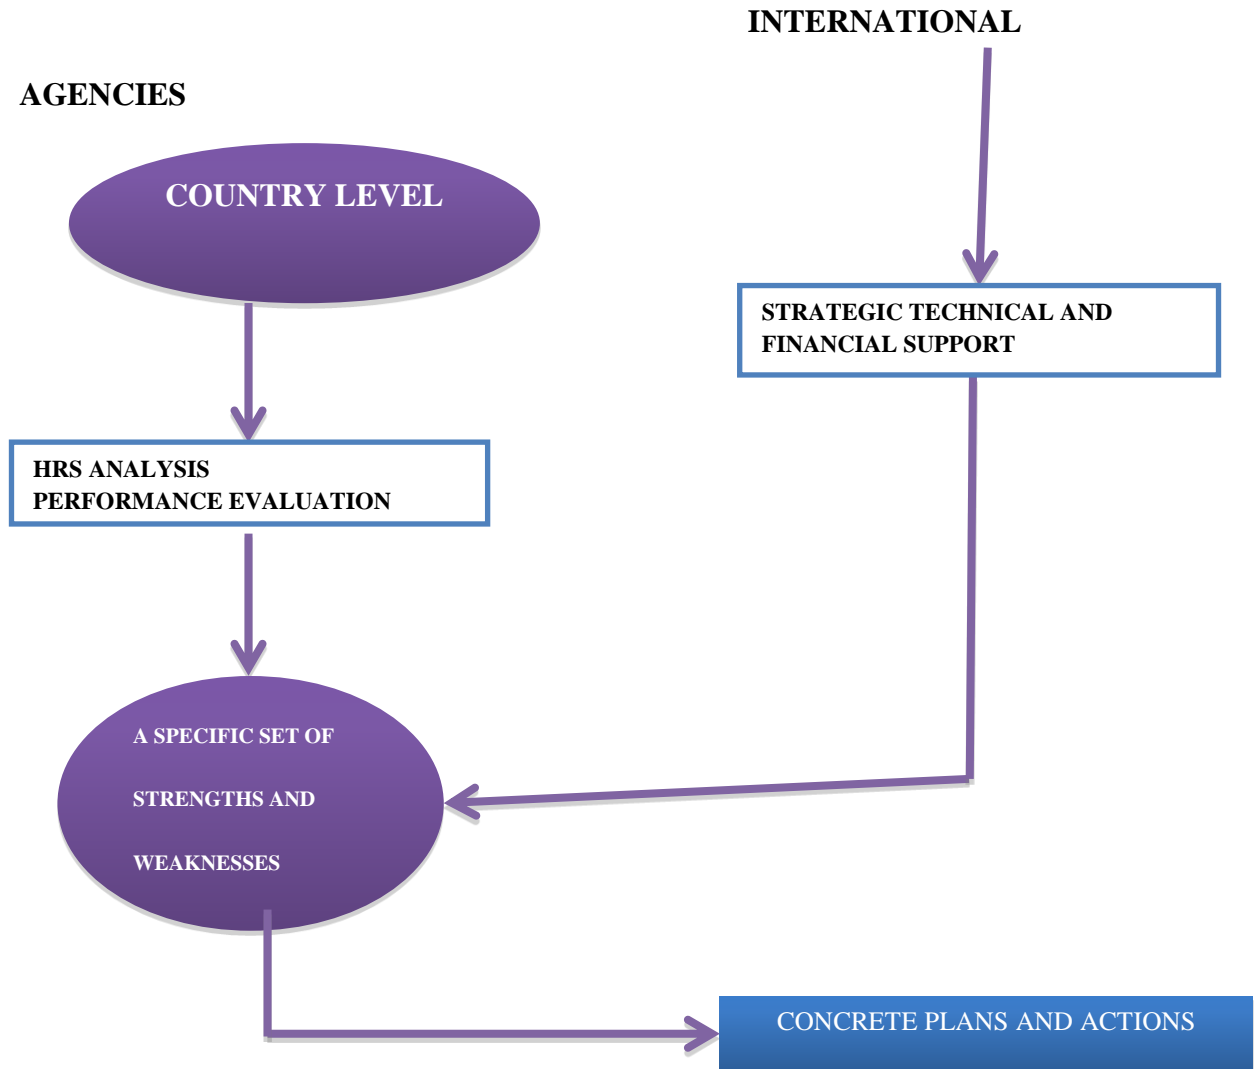 INTERNATIONAL
AGENCIES
COUNTRY LEVEL
STRATEGIC TECHNICAL AND
FINANCIAL SUPPORT
HRS ANALYSIS
PERFORMANCE EVALUATION
A SPECIFIC SET OF
STRENGTHS AND
WEAKNESSES
CONCRETE PLANS AND ACTIONS